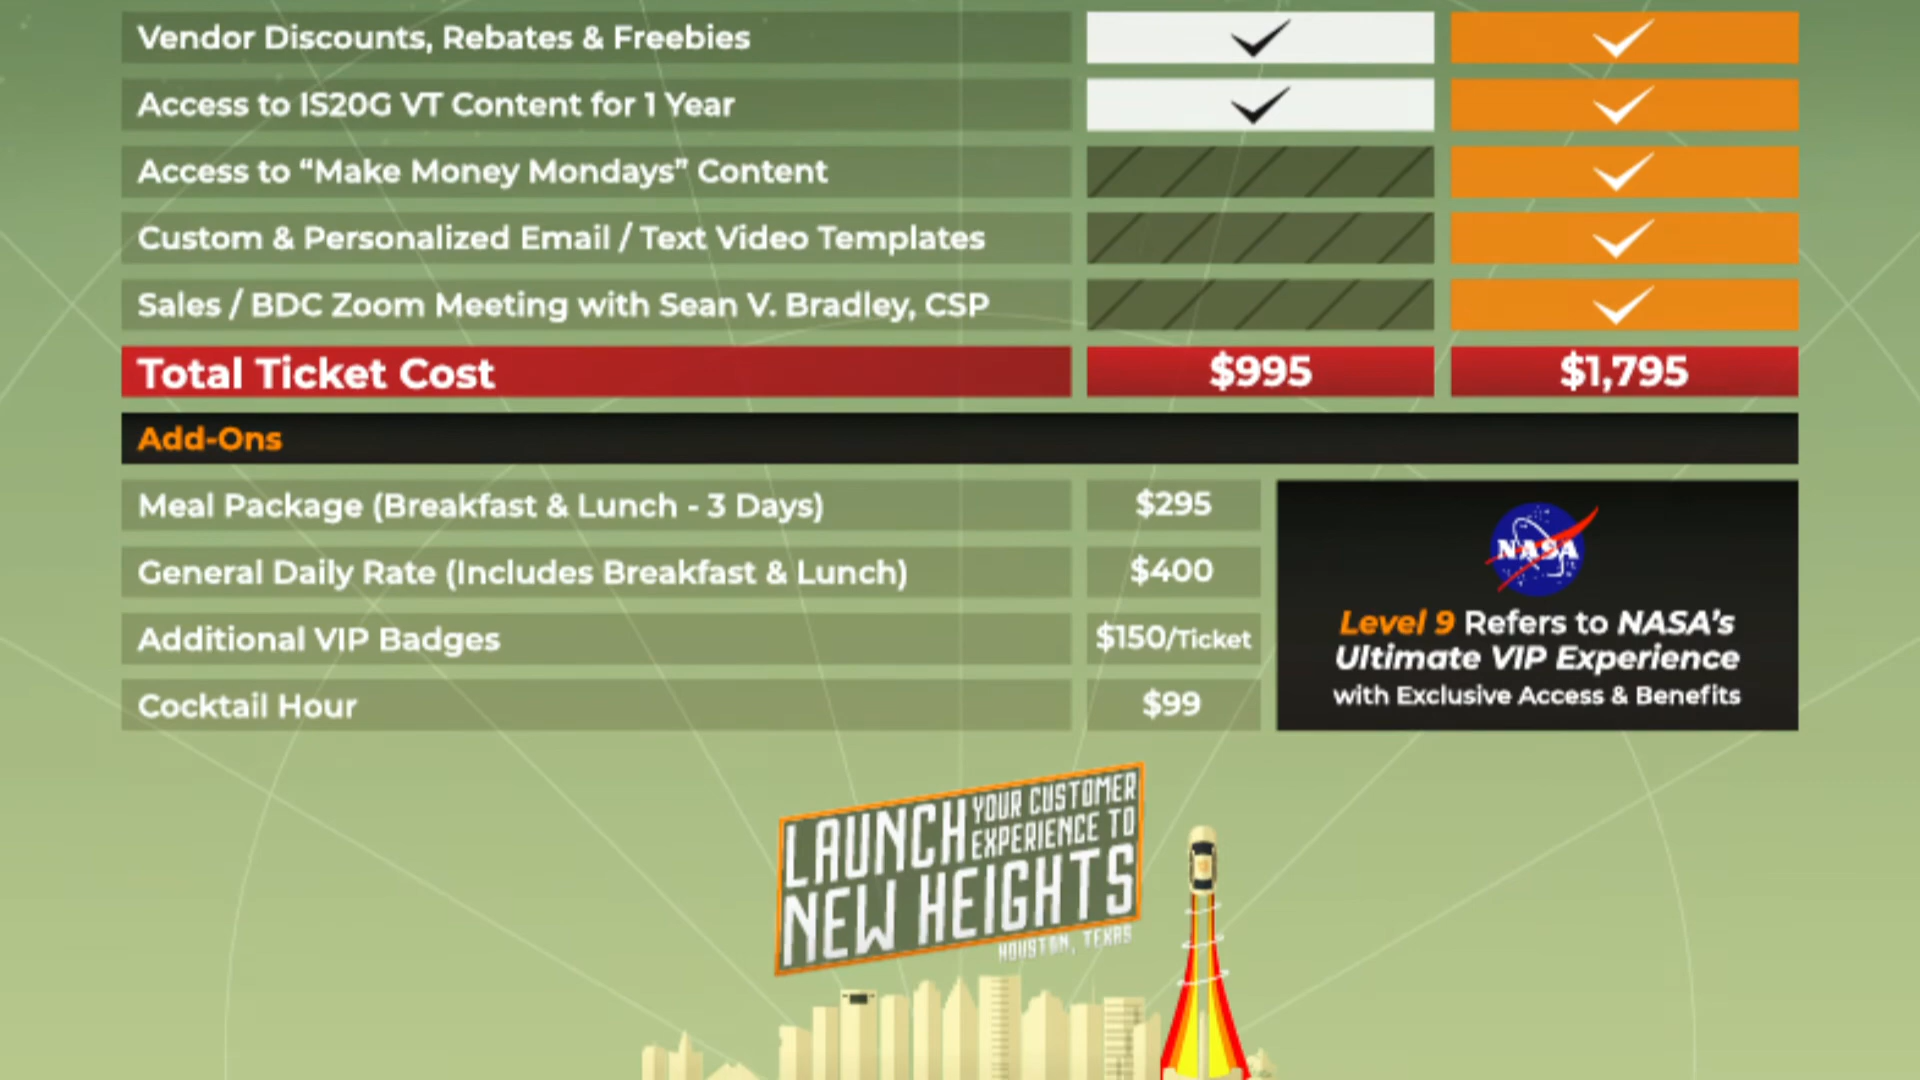 Vendor Discounts, Rebates & Freebies
Access to IS20G VT Content for 1 Year
Access to “Make Money Mondays” Content
Custom & Personalized Email / Text Video Templates
Sales / BDC Zoom Meeting with Sean V. Bradley, CSP
Total Ticket Cost $995 $1,795
Add-Ons
Meal Package (Breakfast & Lunch - 3 Days) $295
General Daily Rate (Includes Breakfast & Lunch) $400
Additional VIP Badges $150/Ticket
Cocktail Hour $99
NASA
Level 9 Refers to NASA’s
Ultimate VIP Experience
with Exclusive Access & Benefits
LAUNCH YOUR CUSTOMER
EXPERIENCE TO
NEW HEIGHTS
HOUSTON, TEXAS